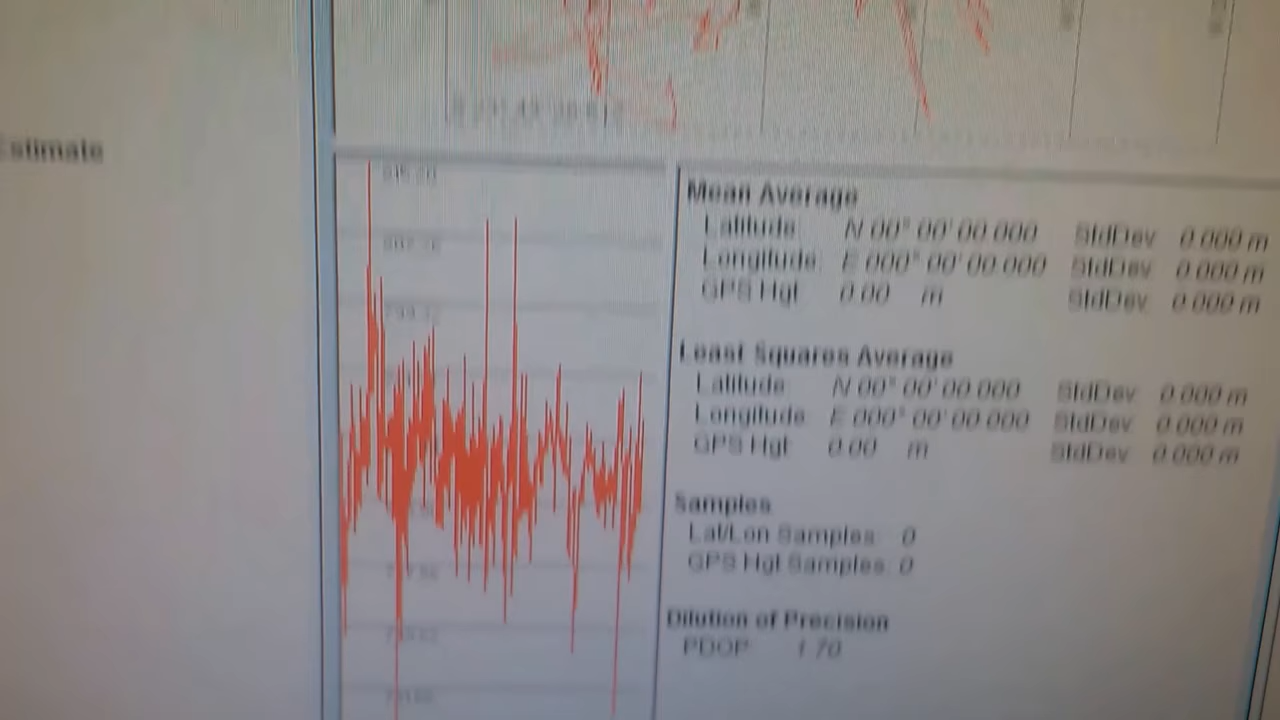 Estimate
Mean Average
Latitude: N 00° 00' 00.000 StdDev: 0.000 m
Longitude: E 000° 00' 00.000 StdDev: 0.000 m
GPS Hgt: 0.00 m StdDev: 0.000 m
Least Squares Average
Latitude: N 00° 00' 00.000 StdDev: 0.000 m
Longitude: E 000° 00' 00.000 StdDev: 0.000 m
GPS Hgt: 0.00 m StdDev: 0.000 m
Samples
Lat/Lon Samples: 0
GPS Hgt Samples: 0
Dilution of Precision
PDOP: 1.70